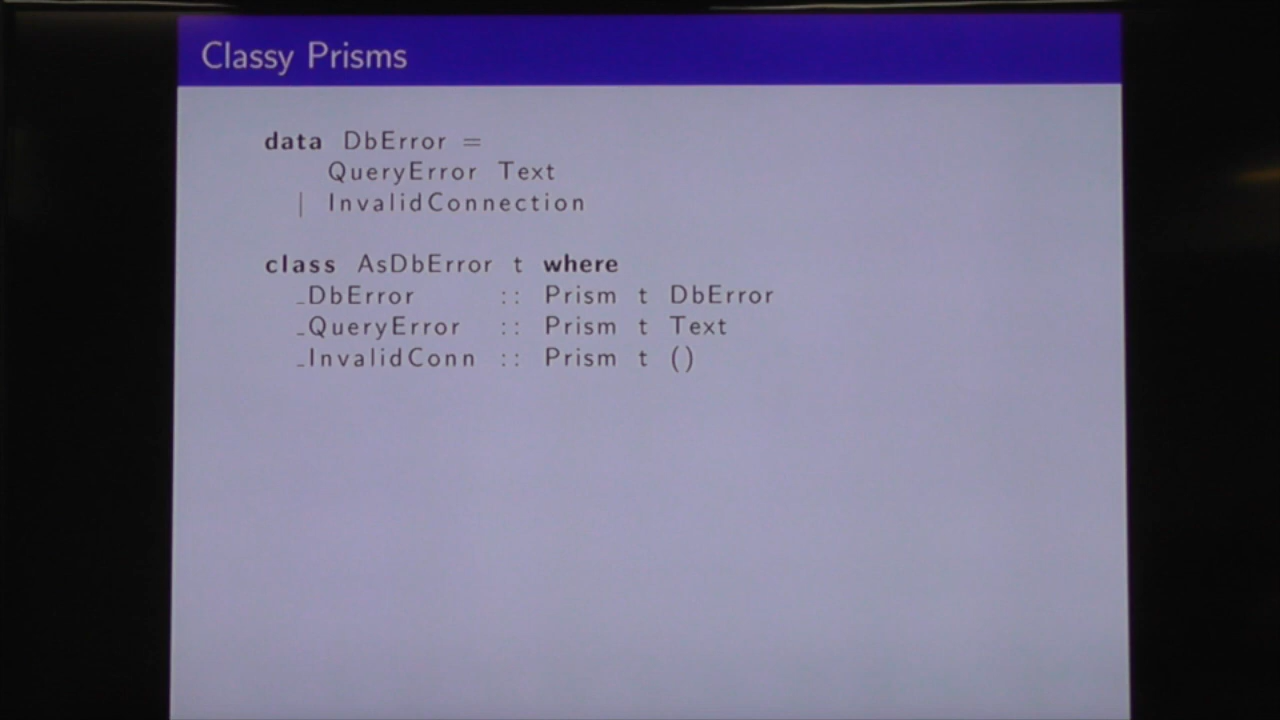 Classy Prisms
data DbError =
QueryError Text
| InvalidConnection
class AsDbError t where
_DbError :: Prism t DbError
_QueryError :: Prism t Text
_InvalidConn :: Prism t ()